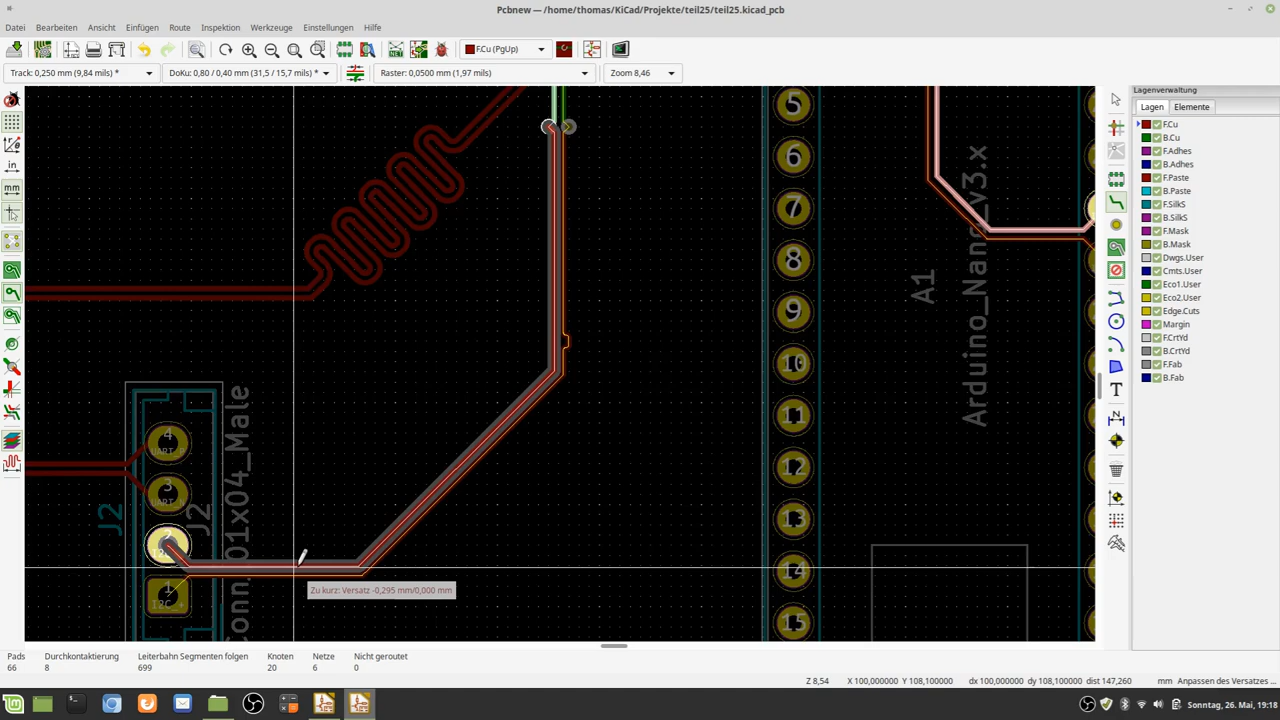 Pcbnew — /home/thomas/KiCad/Projekte/teil25/teil25.kicad_pcb
Datei Bearbeiten Ansicht Einfügen Route Inspektion Werkzeuge Einstellungen Hilfe
F.Cu (PgUp)
Track: 0,250 mm (9,84 mils) * DoKu: 0,80 / 0,40 mm (31,5 / 15,7 mils) * Raster: 0,0500 mm (1,97 mils) Zoom 8,46
in
mm
5
6
7
8
9
10
11
12
13
14
15
A1
Arduino_Nano_v3.x
4
3
UART_
1
I2C_+
J2
J2
Conn_01x04_Male
Zu kurz: Versatz -0,295 mm/0,000 mm
Lagenverwaltung
Lagen Elemente
F.Cu
B.Cu
F.Adhes
B.Adhes
F.Paste
B.Paste
F.SilkS
B.SilkS
F.Mask
B.Mask
Dwgs.User
Cmts.User
Eco1.User
Eco2.User
Edge.Cuts
Margin
F.CrtYd
B.CrtYd
F.Fab
B.Fab
Pads Durchkontaktierung Leiterbahn Segmenten folgen Knoten Netze Nicht geroutet
66 8 699 20 6 0
Z 8,54 X 100,000000 Y 108,100000 dx 100,000000 dy 108,100000 dist 147,260 mm Anpassen des Versatzes ...
Sonntag, 26. Mai, 19:18